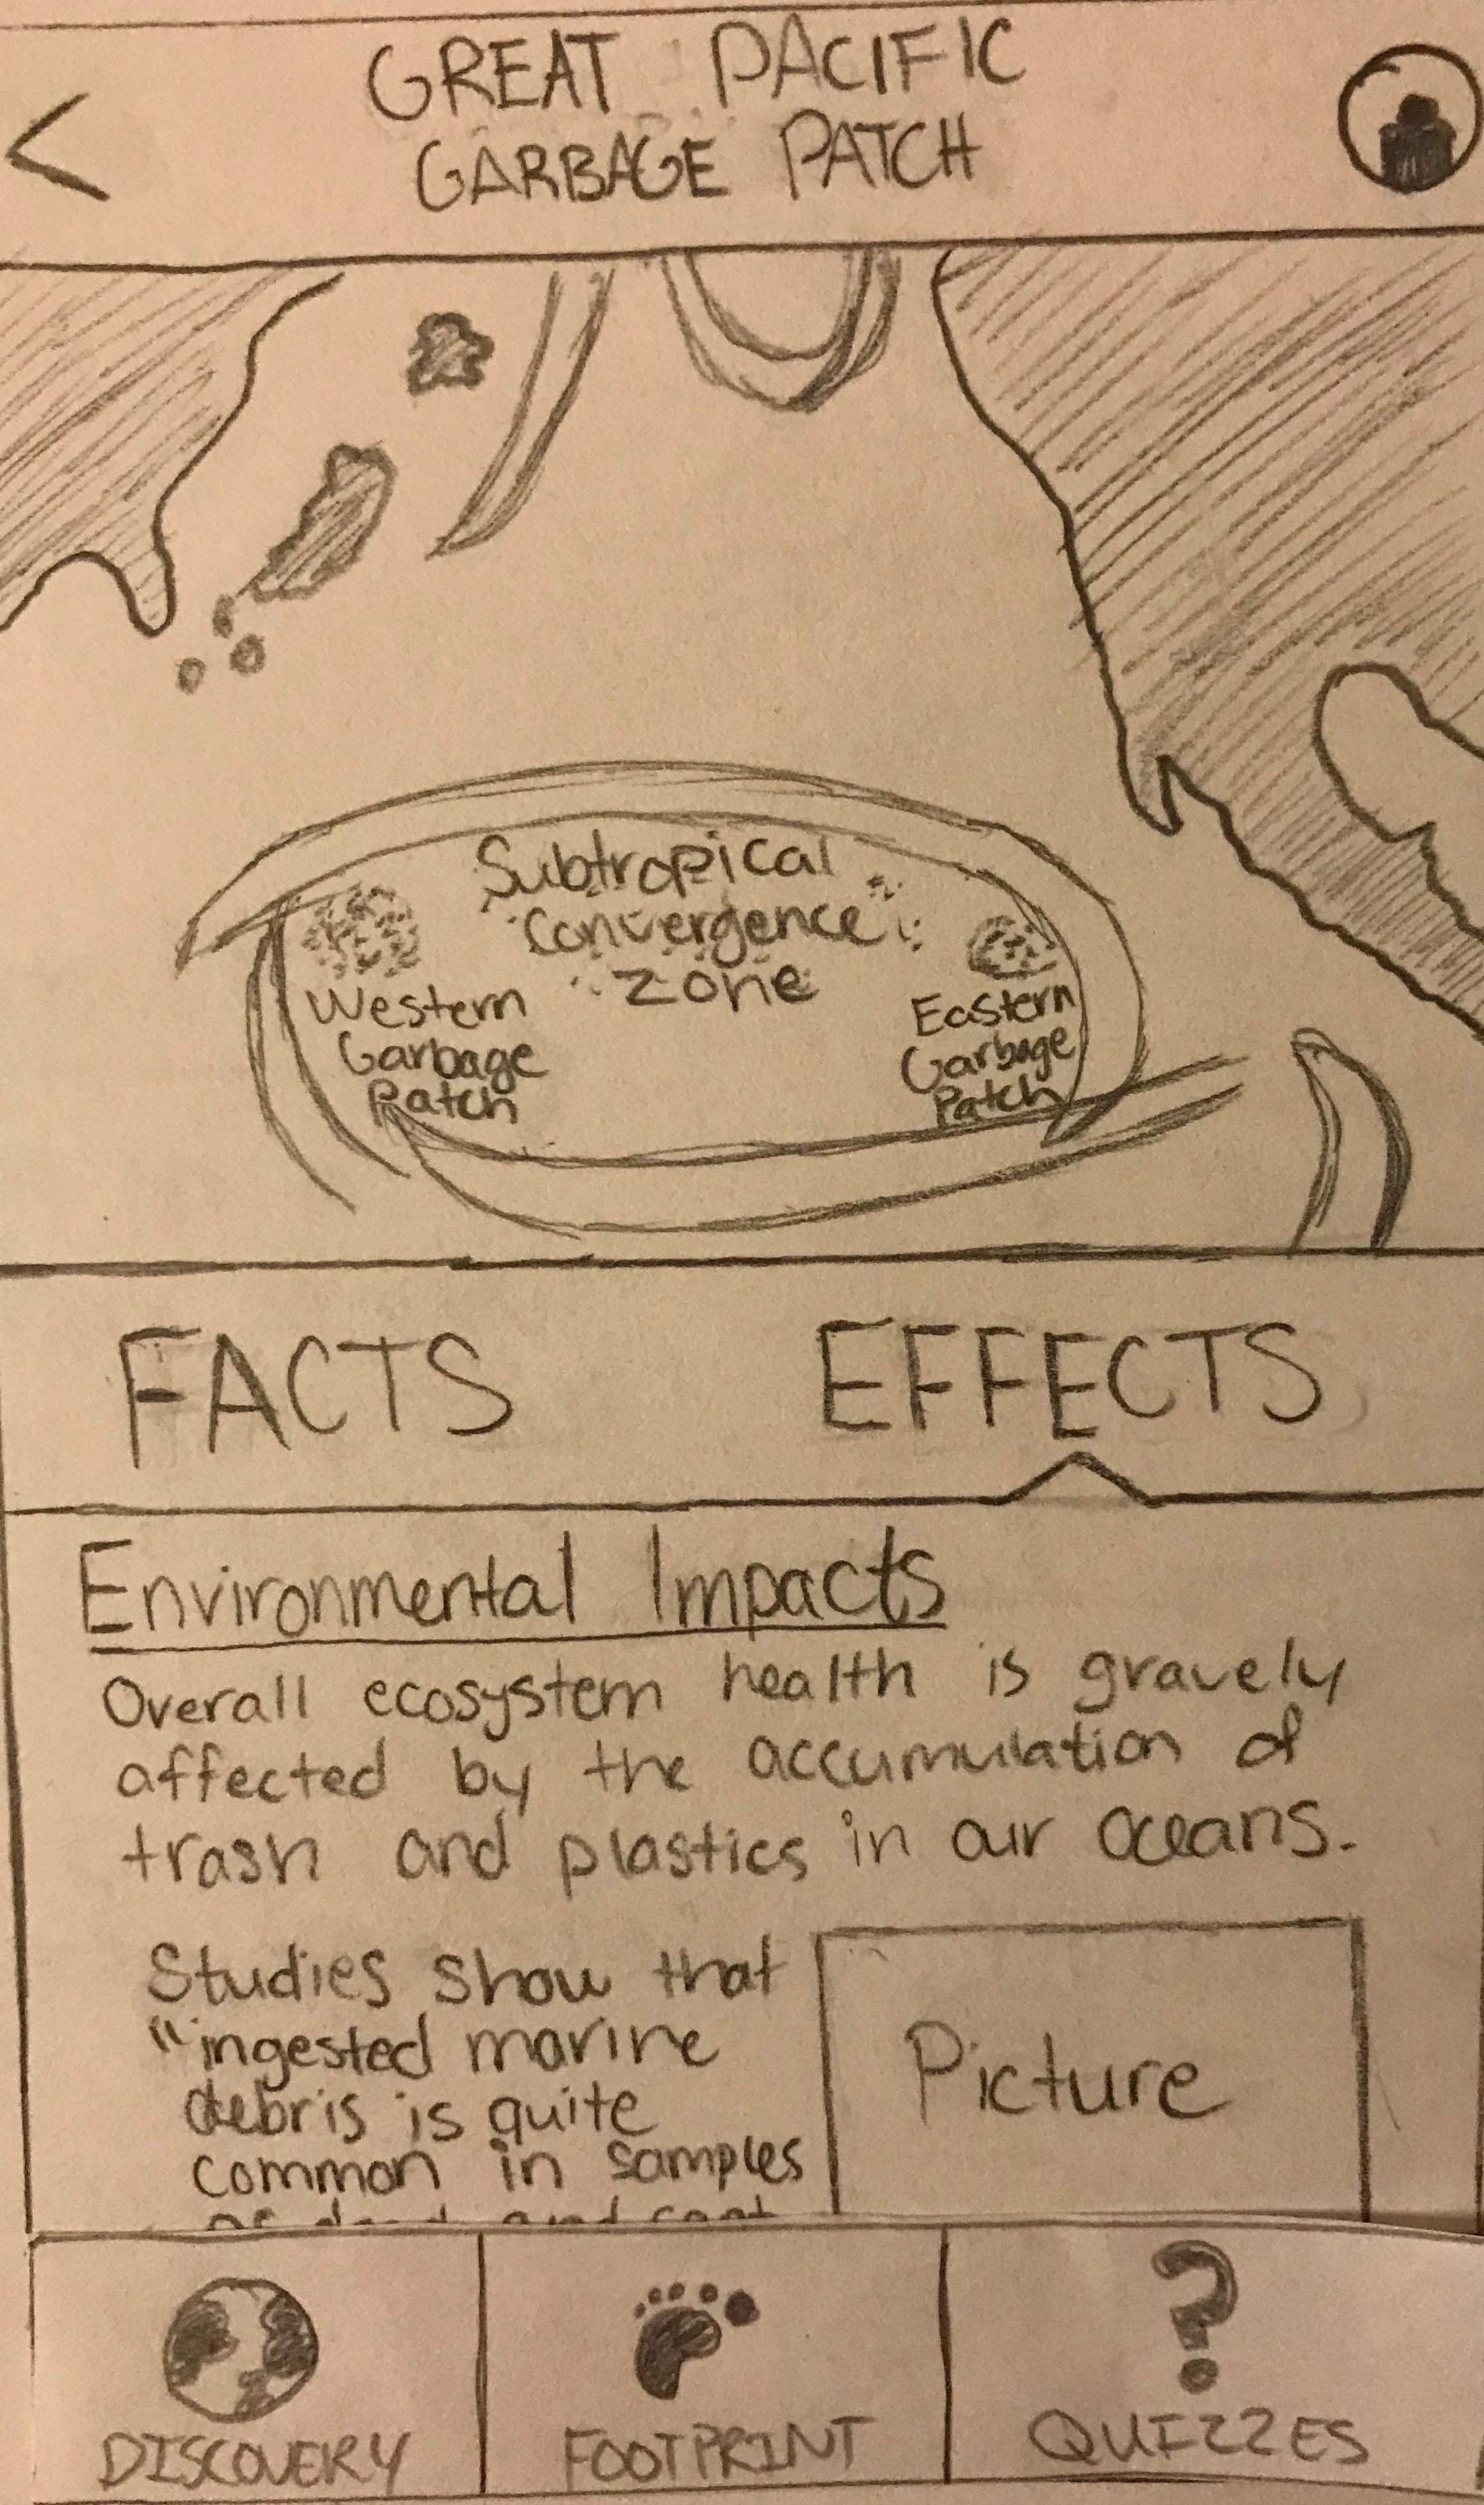 GREAT PACIFIC
GARBAGE PATCH
Subtropical
Convergence
Zone
Western
Garbage
Patch
Eastern
Garbage
Patch
FACTS
EFFECTS
Environmental Impacts
Overall ecosystem health is gravely
affected by the accumulation of
trash and plastics in our oceans.
Studies show that
"ingested marine
debris is quite
common in samples
Picture
DISCOVERY
FOOTPRINT
QUIZZES